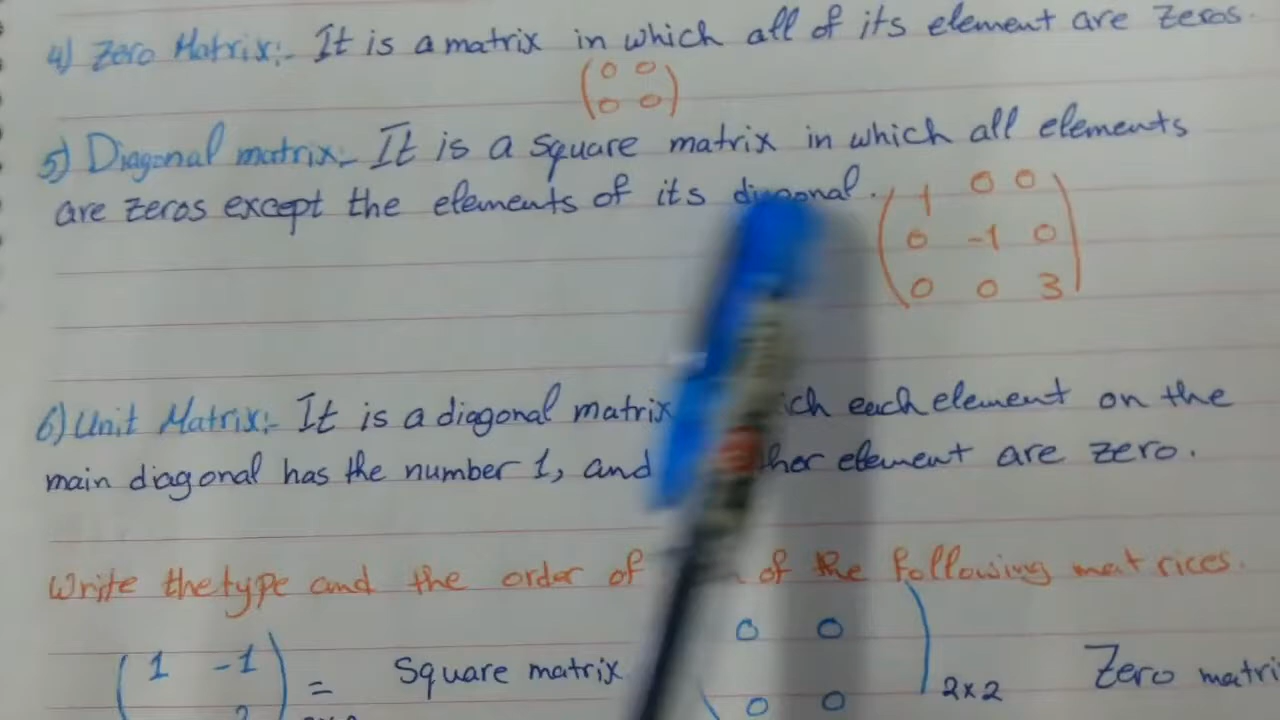 4) Zero Matrix:- It is a matrix in which all of its element are zeros.
0 0
0 0
5) Diagonal matrix:- It is a square matrix in which all elements
are zeros except the elements of its diagonal.
1 0 0
0 -1 0
0 0 3
6) Unit Matrix:- It is a diagonal matrix each element on the
main diagonal has the number 1, and element are zero.
Write the type and the order of of the following matrices.
1 -1 = Square matrix
0 0
0 0
2x2 Zero